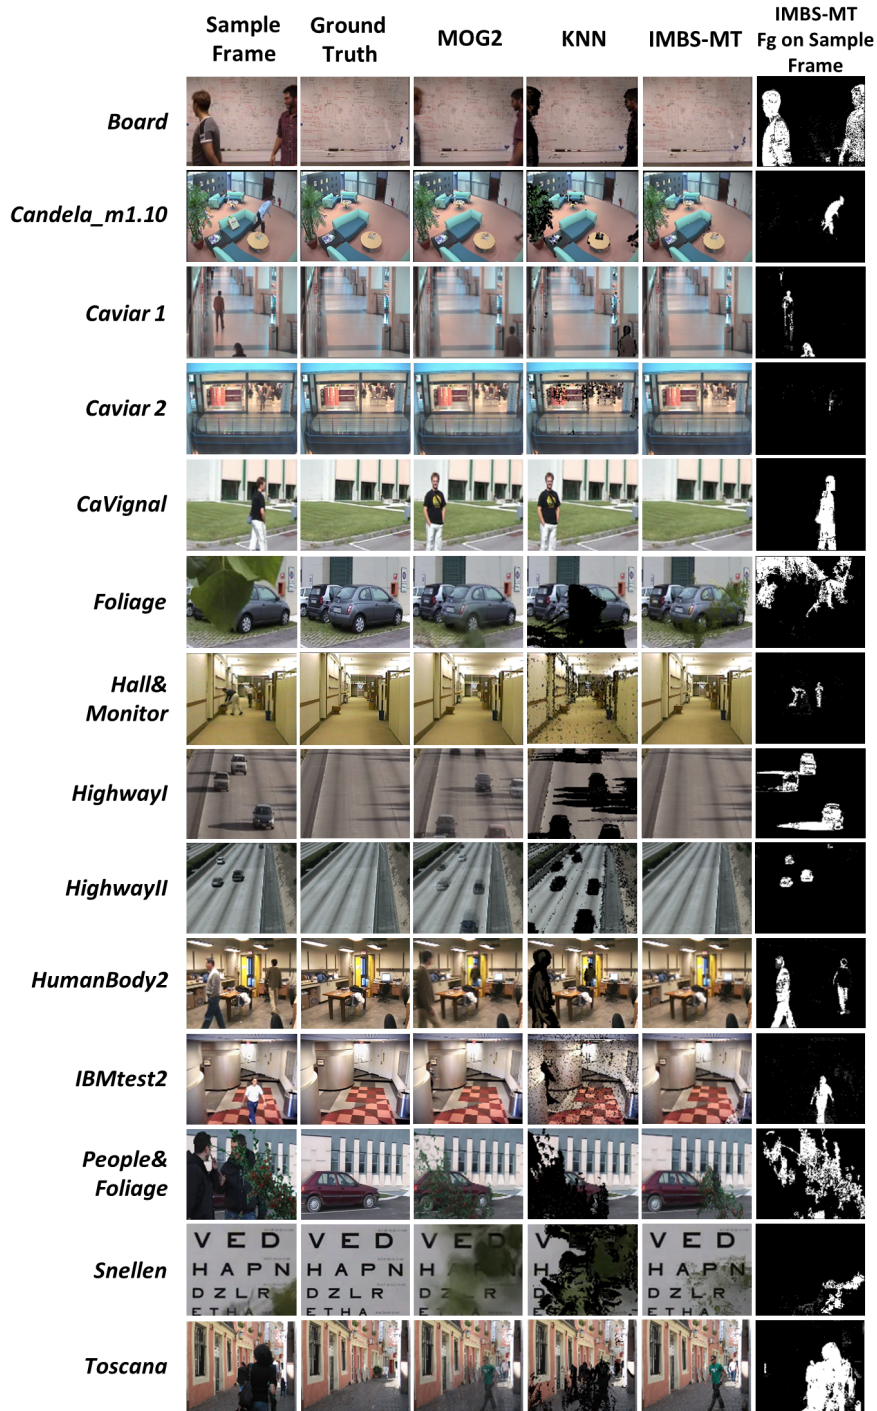 Sample Frame
Ground Truth
MOG2
KNN
IMBS-MT
IMBS-MT Fg on Sample Frame
Board
Candela_m1.10
Caviar 1
Caviar 2
CaVignal
Foliage
Hall&
Monitor
HighwayI
HighwayII
HumanBody2
IBMtest2
People&
Foliage
Snellen
VED
HAPN
DZLR
ETHA
VED
HAPN
DZLR
ETHA
VED
HAPN
DZLR
ETHA
VED
HAPN
DZLR
ETHA
Toscana